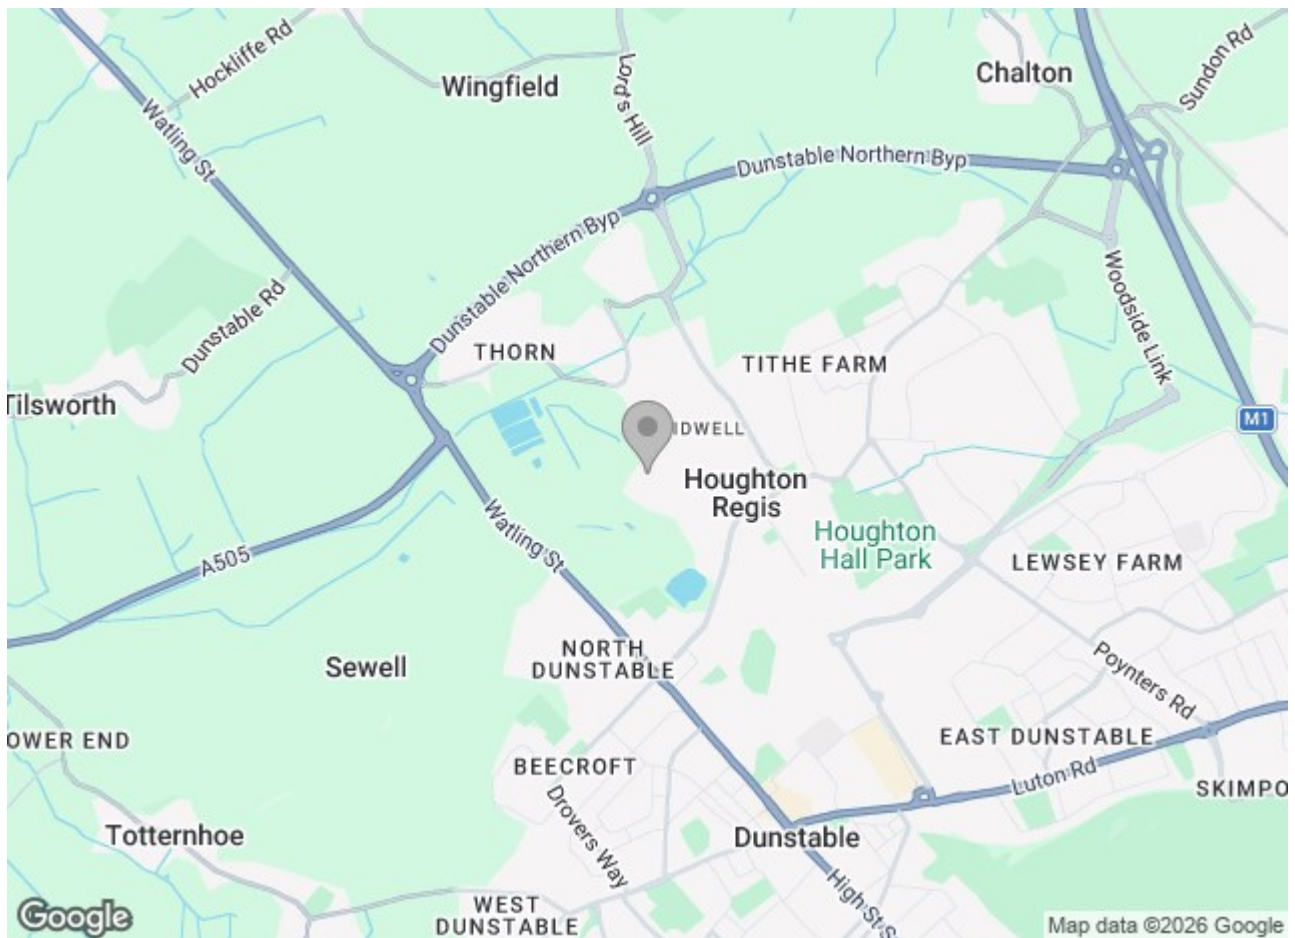 Hockliffe Rd
Wingfield
Lord's Hill
Chalton
Sundon Rd
Watling St
Dunstable Northern Byp
Dunstable Northern Byp
Dunstable Rd
Woodside Link
THORN
TITHE FARM
Tilsworth
M1
IDWELL
Houghton
Regis
Watling St
Houghton
Hall Park
A505
LEWSEY FARM
NORTH
DUNSTABLE
Sewell
Poynters Rd
OWER END
EAST DUNSTABLE
BEECROFT
Luton Rd
SKIMPO
Drovers Way
Totternhoe
Dunstable
High St S
WEST
DUNSTABLE
Google
Map data ©2026 Google